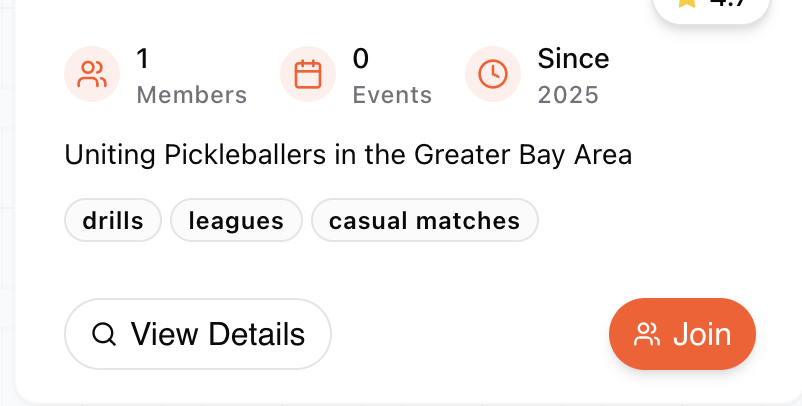 1
Members
0
Events
Since
2025
Uniting Pickleballers in the Greater Bay Area
drills
leagues
casual matches
View Details
Join